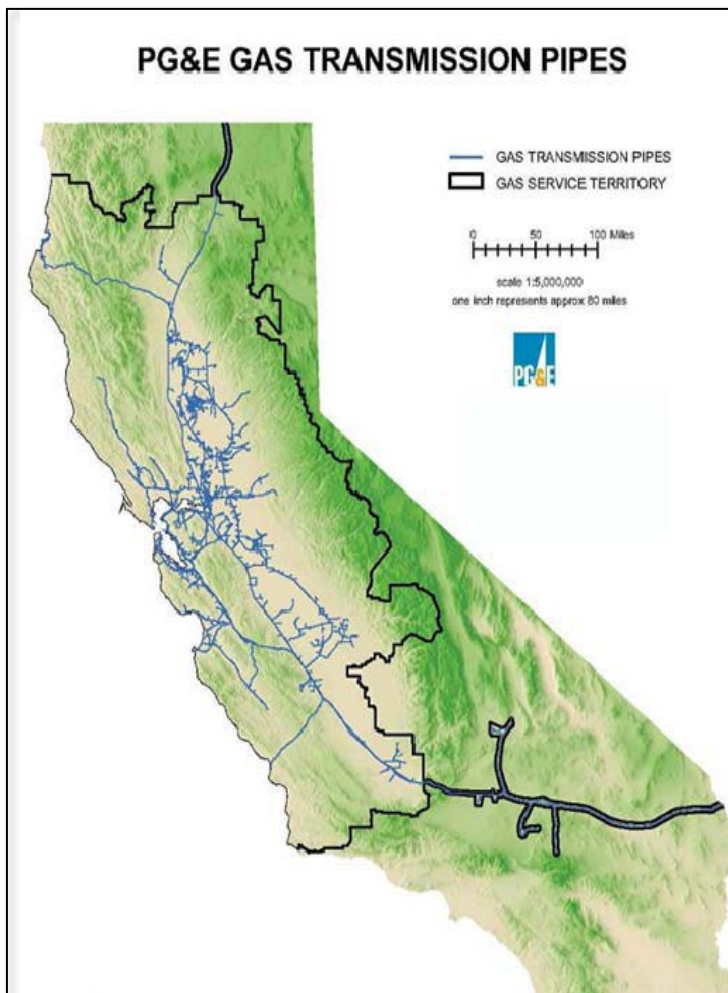 PG&E GAS TRANSMISSION PIPES
GAS TRANSMISSION PIPES
GAS SERVICE TERRITORY
0 50 100 Miles
scale 1:5,000,000
one inch represents approx 80 miles
PG&E